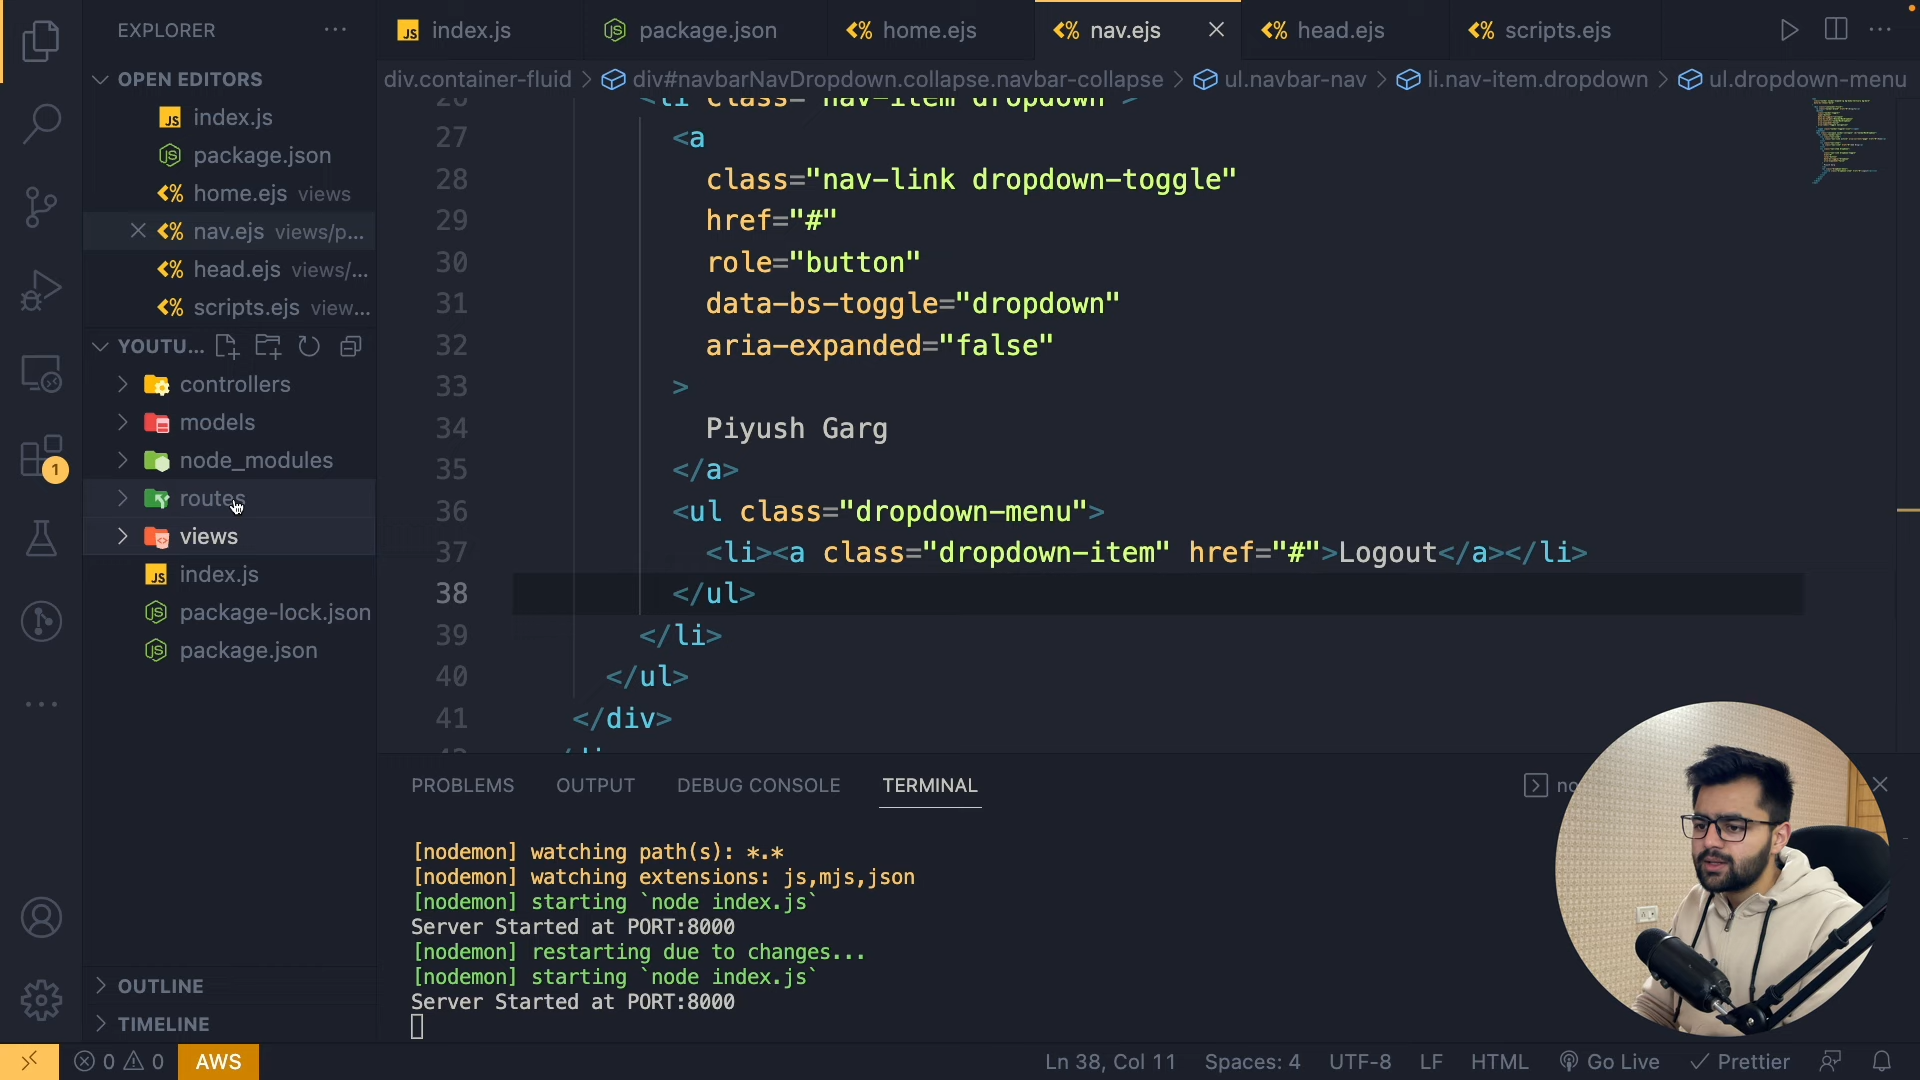 EXPLORER
index.js
package.json
home.ejs
nav.ejs
head.ejs
scripts.ejs
div.container-fluid > div#navbarNavDropdown.collapse.navbar-collapse > ul.navbar-nav > li.nav-item.dropdown > ul.dropdown-menu
OPEN EDITORS
index.js
package.json
home.ejs views
nav.ejs views/p...
head.ejs views/...
scripts.ejs view...
YOUTU...
controllers
models
node_modules
routes
views
index.js
package-lock.json
package.json
OUTLINE
TIMELINE
<li class="nav-item dropdown">
27 <a
28 class="nav-link dropdown-toggle"
29 href="#"
30 role="button"
31 data-bs-toggle="dropdown"
32 aria-expanded="false"
33 >
34 Piyush Garg
35 </a>
36 <ul class="dropdown-menu">
37 <li><a class="dropdown-item" href="#">Logout</a></li>
38 </ul>
39 </li>
40 </ul>
41 </div>
PROBLEMS OUTPUT DEBUG CONSOLE TERMINAL
[nodemon] watching path(s): *.*
[nodemon] watching extensions: js,mjs,json
[nodemon] starting `node index.js`
Server Started at PORT:8000
[nodemon] restarting due to changes...
[nodemon] starting `node index.js`
Server Started at PORT:8000
1
0 0 AWS
Ln 38, Col 11 Spaces: 4 UTF-8 LF HTML Go Live Prettier